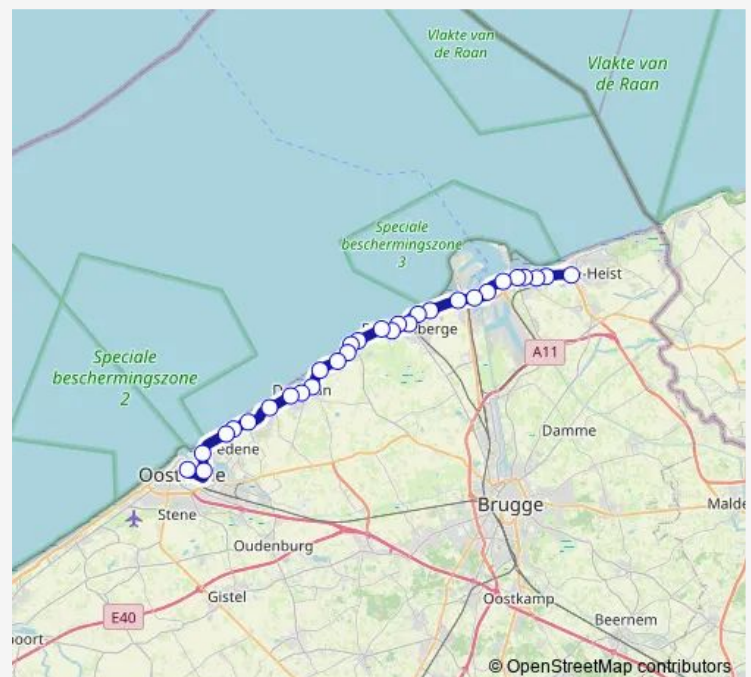 Vlakte van
de Raan
Vlakte van
de Raan
Speciale
beschermingszone
3
-Heist
berge
A11
Speciale
beschermingszone
2
D
n
Damme
edene
Oost
e
Malde
Stene
Brugge
Oudenburg
E40
Gistel
Oostkamp
Beernem
oort
© OpenStreetMap contributors